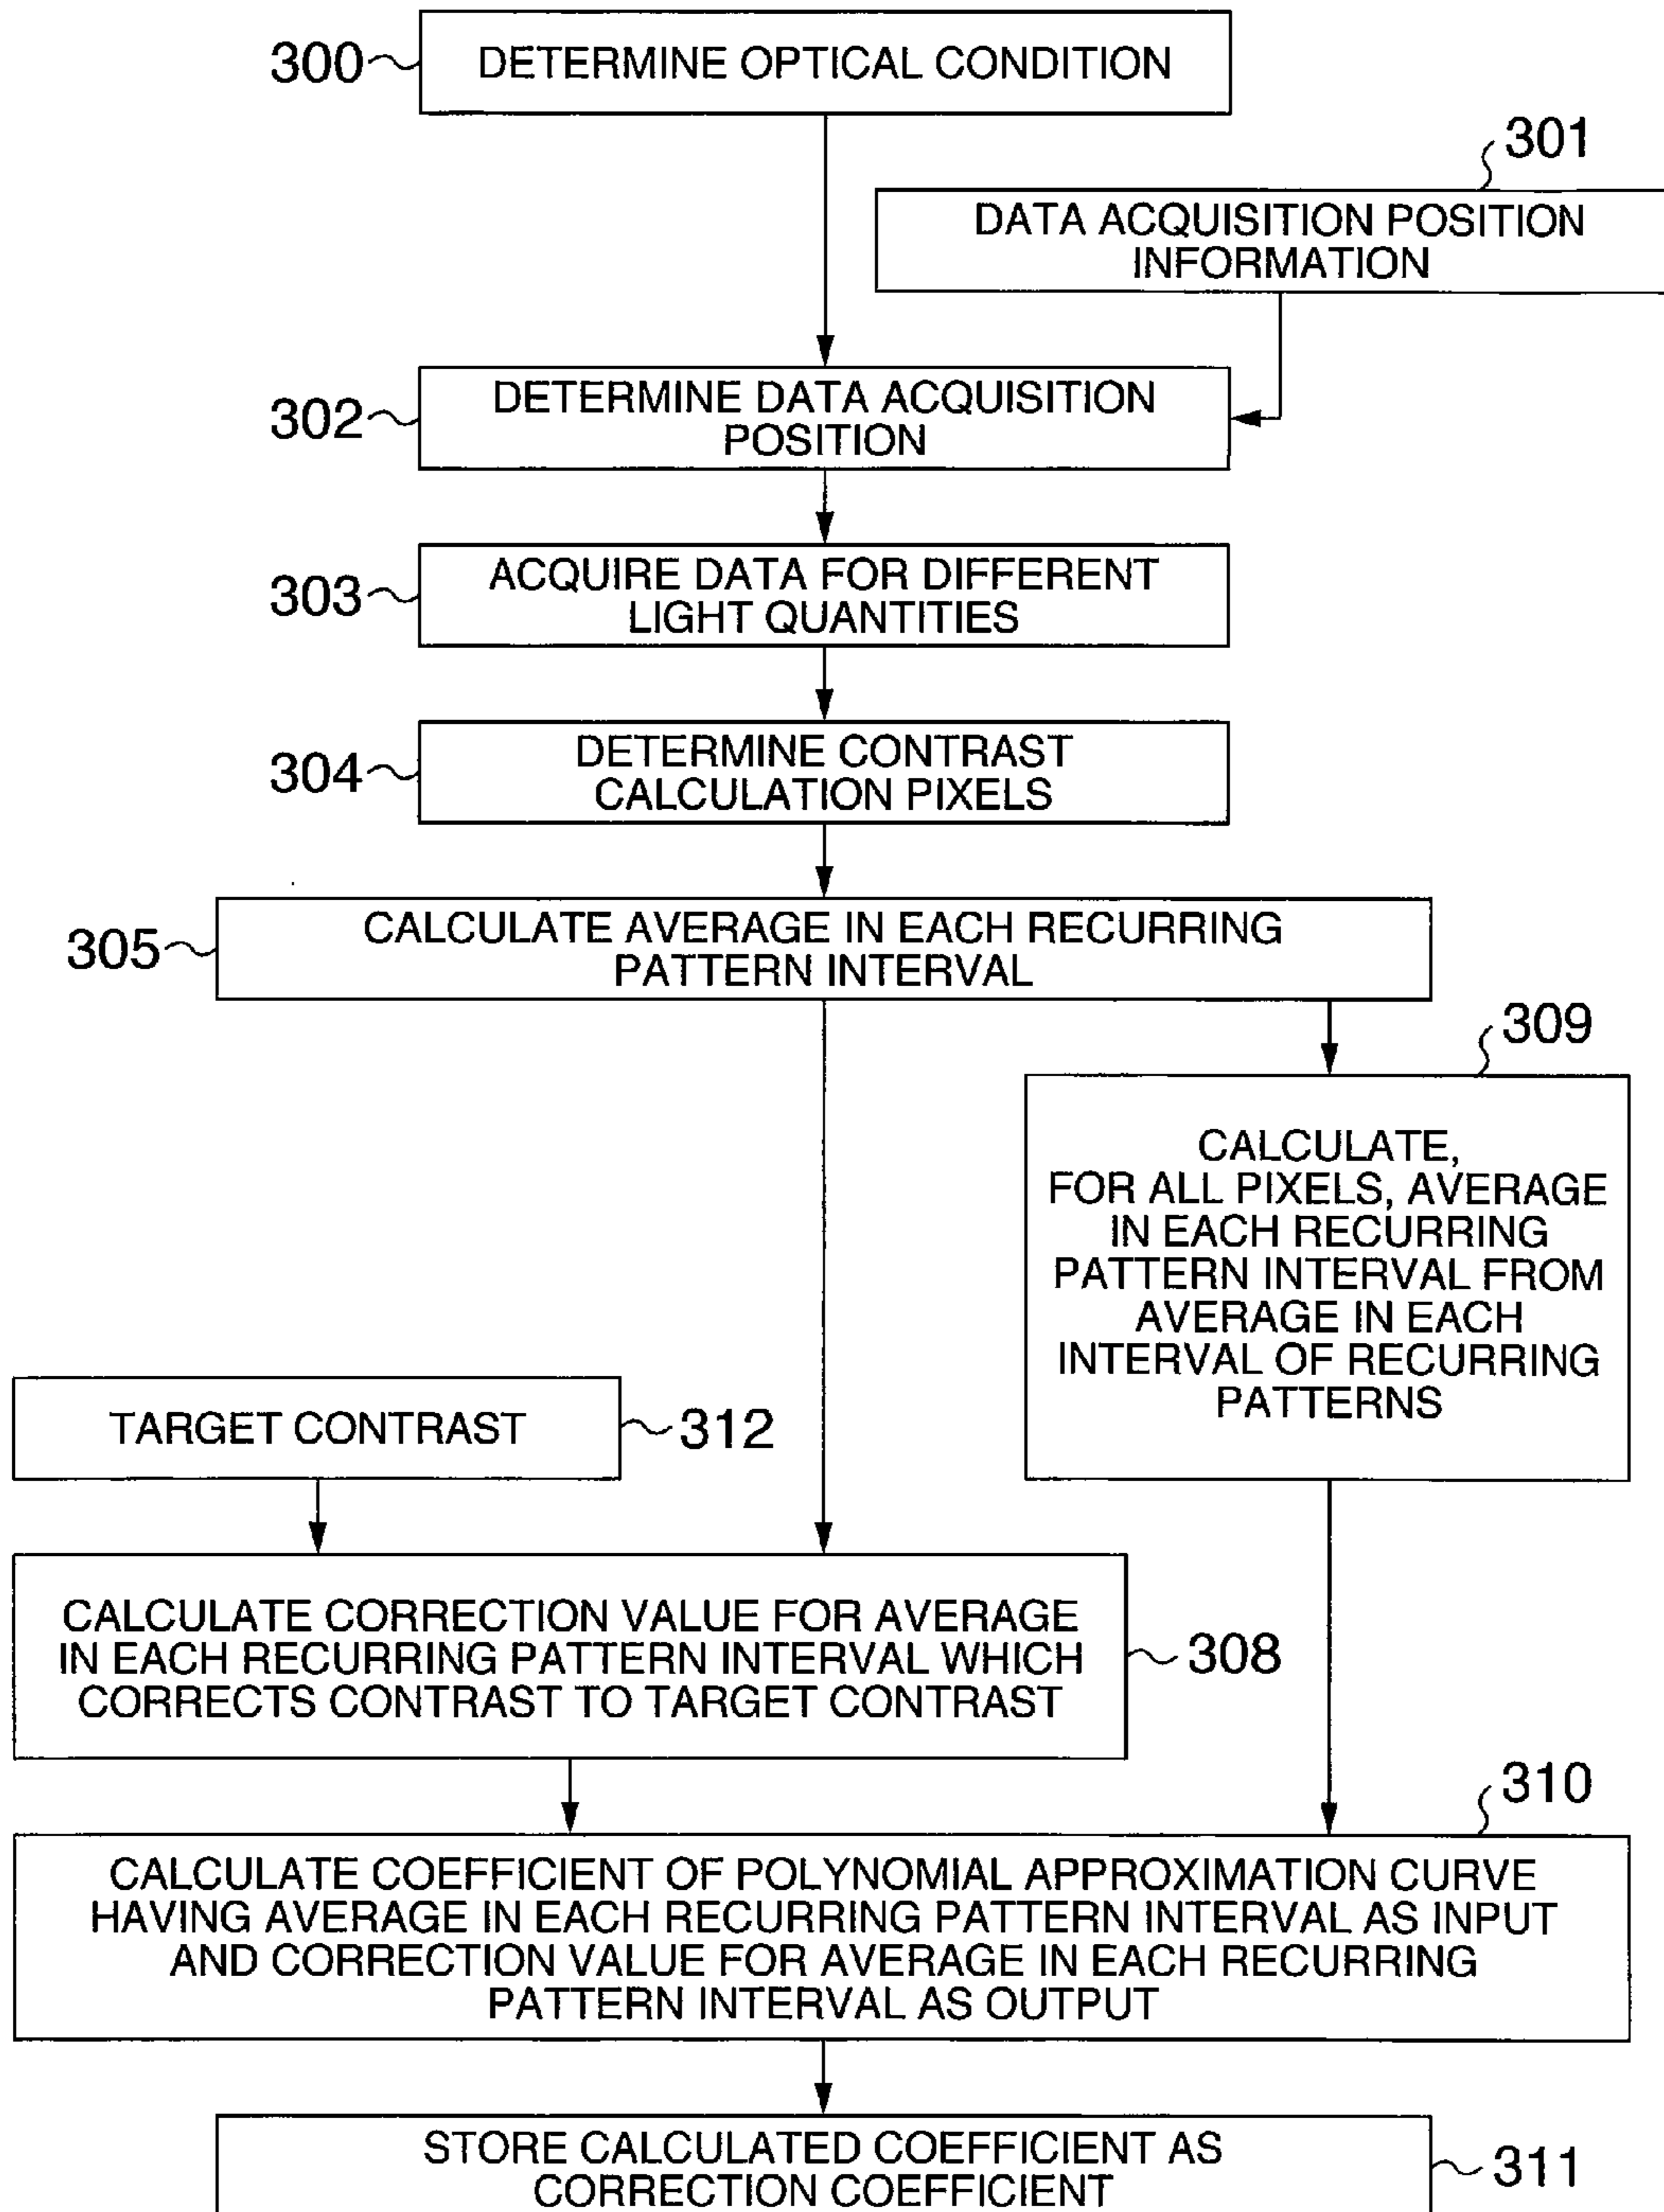 300
DETERMINE OPTICAL CONDITION
301
DATA ACQUISITION POSITION
INFORMATION
302
DETERMINE DATA ACQUISITION
POSITION
303
ACQUIRE DATA FOR DIFFERENT
LIGHT QUANTITIES
304
DETERMINE CONTRAST
CALCULATION PIXELS
305
CALCULATE AVERAGE IN EACH RECURRING
PATTERN INTERVAL
309
CALCULATE,
FOR ALL PIXELS, AVERAGE
IN EACH RECURRING
PATTERN INTERVAL FROM
AVERAGE IN EACH
INTERVAL OF RECURRING
PATTERNS
TARGET CONTRAST
312
CALCULATE CORRECTION VALUE FOR AVERAGE
IN EACH RECURRING PATTERN INTERVAL WHICH
CORRECTS CONTRAST TO TARGET CONTRAST
308
310
CALCULATE COEFFICIENT OF POLYNOMIAL APPROXIMATION CURVE
HAVING AVERAGE IN EACH RECURRING PATTERN INTERVAL AS INPUT
AND CORRECTION VALUE FOR AVERAGE IN EACH RECURRING
PATTERN INTERVAL AS OUTPUT
STORE CALCULATED COEFFICIENT AS
CORRECTION COEFFICIENT
311